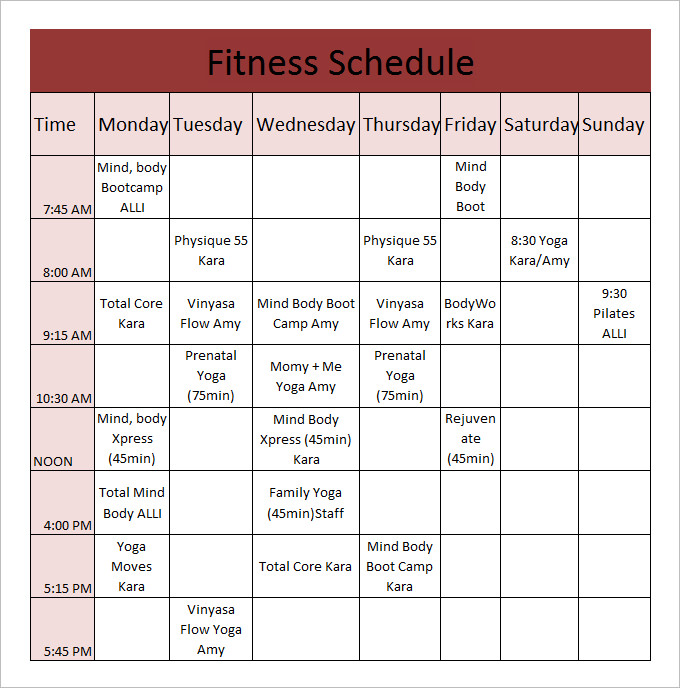 Fitness Schedule
Time Monday Tuesday Wednesday Thursday Friday Saturday Sunday
7:45 AM
Mind, body
Bootcamp
ALLI
Mind
Body
Boot
8:00 AM
Physique 55
Kara
Physique 55
Kara
8:30 Yoga
Kara/Amy
9:15 AM
Total Core
Kara
Vinyasa
Flow Amy
Mind Body Boot
Camp Amy
Vinyasa
Flow Amy
BodyWo
rks Kara
9:30
Pilates
ALLI
10:30 AM
Prenatal
Yoga
(75min)
Momy + Me
Yoga Amy
Prenatal
Yoga
(75min)
NOON
Mind, body
Xpress
(45min)
Mind Body
Xpress (45min)
Kara
Rejuven
ate
(45min)
4:00 PM
Total Mind
Body ALLI
Family Yoga
(45min)Staff
5:15 PM
Yoga
Moves
Kara
Total Core Kara
Mind Body
Boot Camp
Kara
5:45 PM
Vinyasa
Flow Yoga
Amy